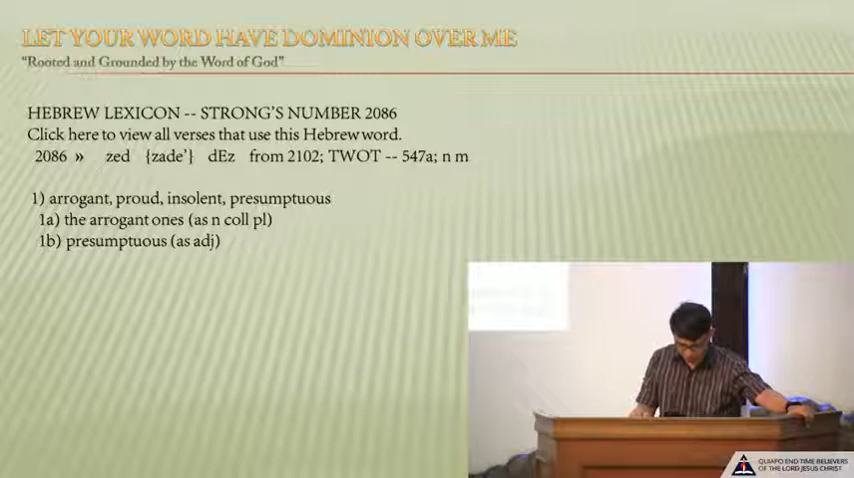 LET YOUR WORD HAVE DOMINION OVER ME
"Rooted and Grounded by the Word of God"
HEBREW LEXICON -- STRONG'S NUMBER 2086
Click here to view all verses that use this Hebrew word.
2086 » zed {zade'} dEz from 2102; TWOT -- 547a; n m
1) arrogant, proud, insolent, presumptuous
1a) the arrogant ones (as n coll pl)
1b) presumptuous (as adj)
QUIAPO END TIME BELIEVERS
OF THE LORD JESUS CHRIST